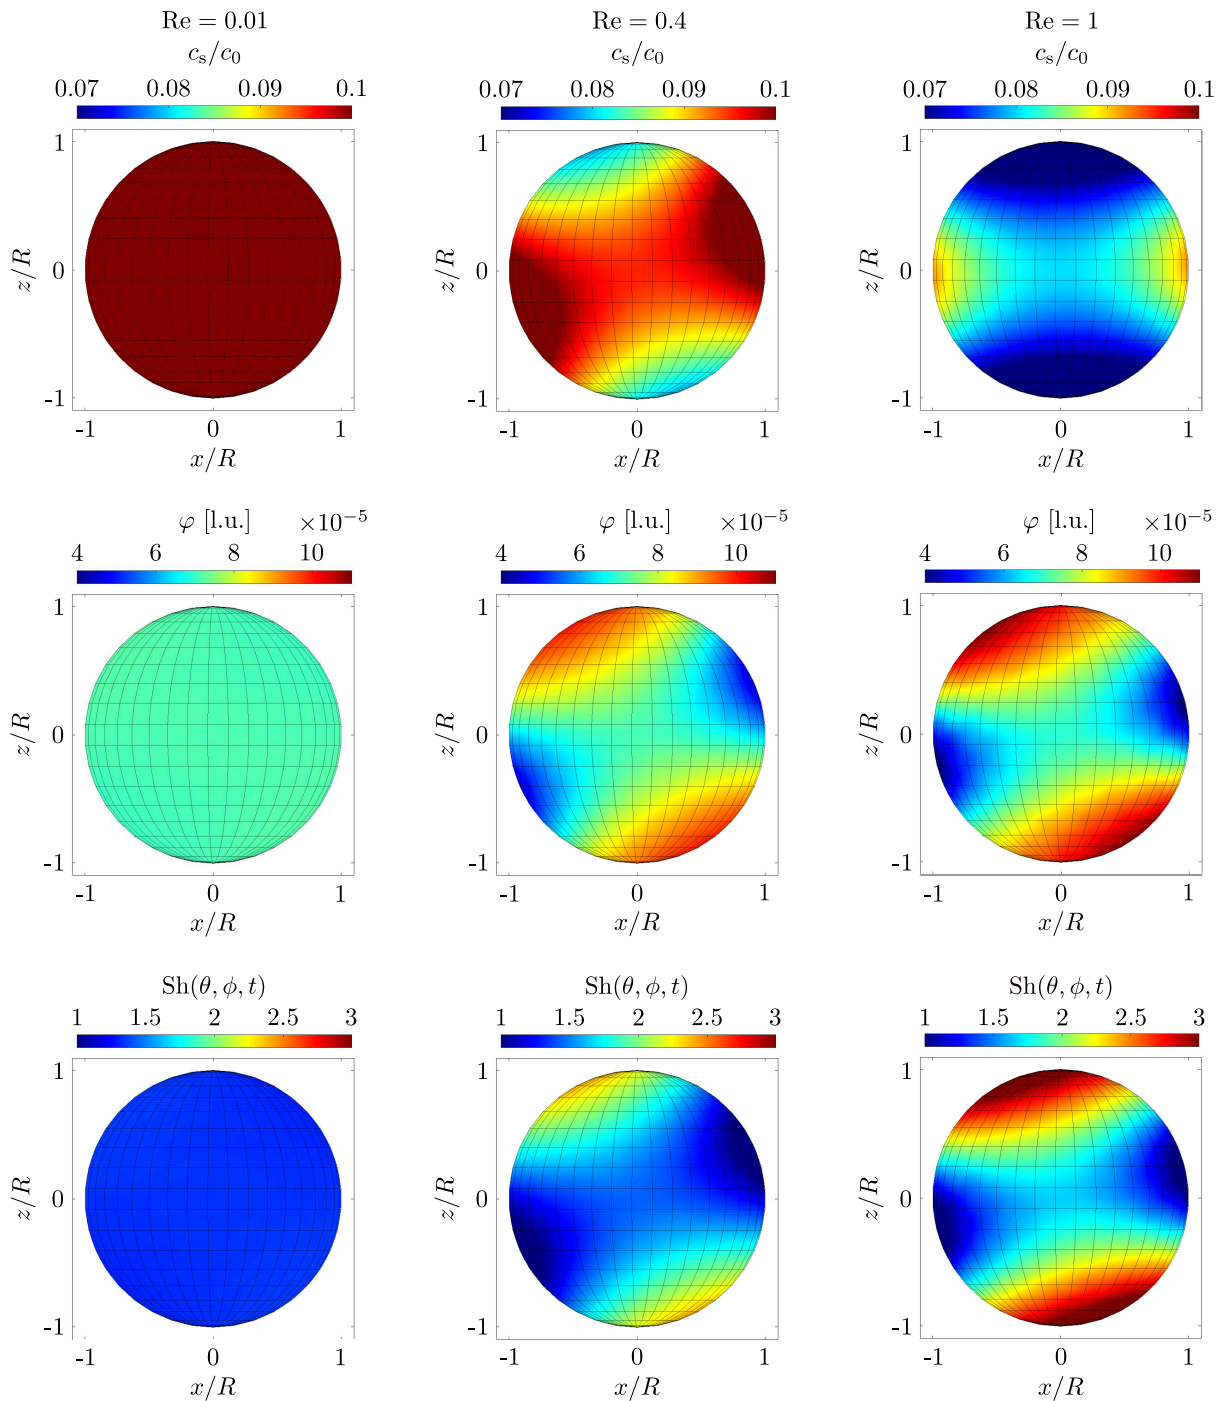 Re = 0.01 Re = 0.4 Re = 1
c_s/c_0 c_s/c_0 c_s/c_0
0.07 0.08 0.09 0.1 0.07 0.08 0.09 0.1 0.07 0.08 0.09 0.1
1 1 1
z/R 0 z/R 0 z/R 0
-1 -1 -1
-1 0 1 -1 0 1 -1 0 1
x/R x/R x/R
φ [l.u.] ×10⁻⁵ φ [l.u.] ×10⁻⁵ φ [l.u.] ×10⁻⁵
4 6 8 10 4 6 8 10 4 6 8 10
1 1 1
z/R 0 z/R 0 z/R 0
-1 -1 -1
-1 0 1 -1 0 1 -1 0 1
x/R x/R x/R
Sh(θ, ϕ, t) Sh(θ, ϕ, t) Sh(θ, ϕ, t)
1 1.5 2 2.5 3 1 1.5 2 2.5 3 1 1.5 2 2.5 3
1 1 1
z/R 0 z/R 0 z/R 0
-1 -1 -1
-1 0 1 -1 0 1 -1 0 1
x/R x/R x/R